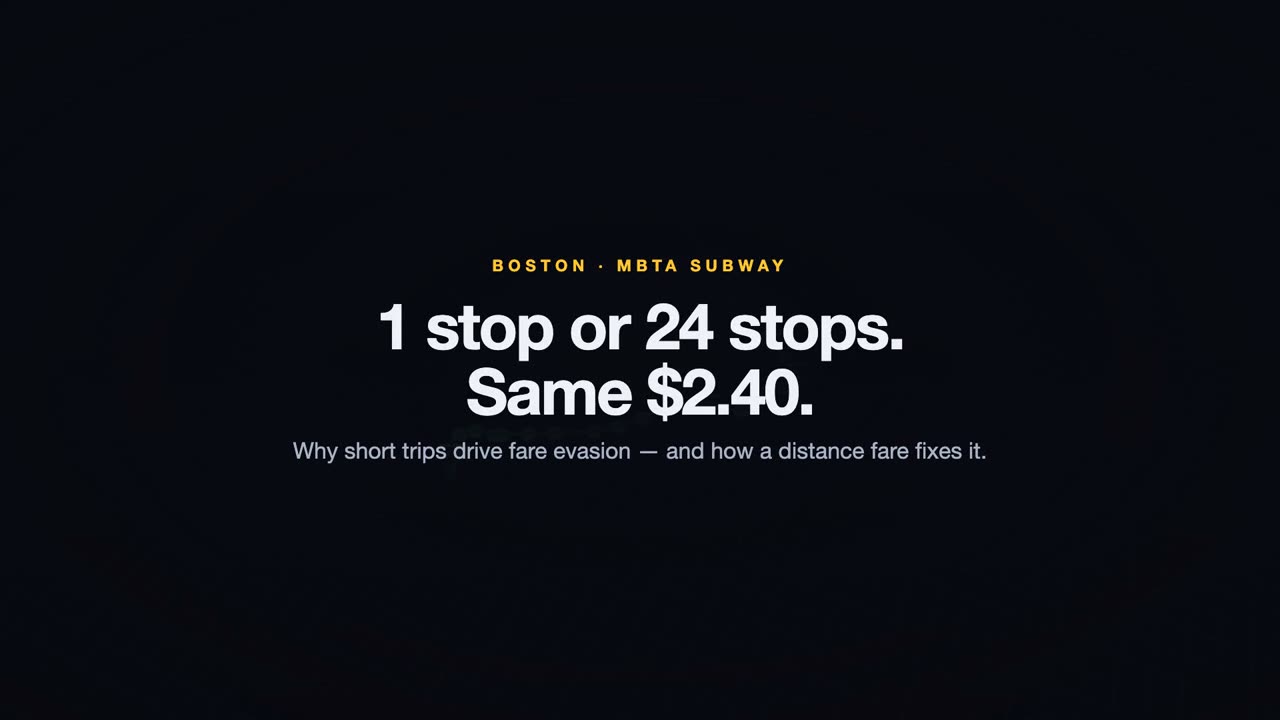 BOSTON · MBTA SUBWAY
1 stop or 24 stops.
Same $2.40.
Why short trips drive fare evasion — and how a distance fare fixes it.